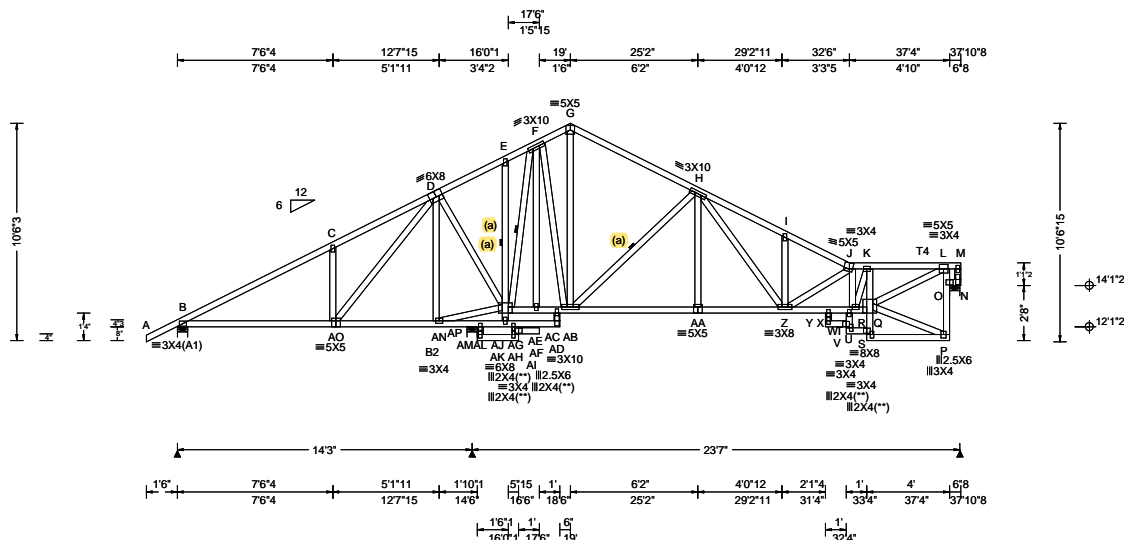 17'6"
1'5"15
7'6"4 12'7"15 16'0"1 19' 25'2" 29'2"11 32'6" 37'4" 37'10"8
7'6"4 5'1"11 3'4"2 1'6" 6'2" 4'0"12 3'3"5 4'10" 6"8
≡5X5
G
≡3X10
F
E
≡6X8
D
≡3X10
H
12
6
(a)
(a)
(a)
C
I
10'6"3
10'6"15
≡5X5
≡3X4
≡3X4
≡5X5
J K T4 L M
O N
1'1"2
2'8"
14'1"2
12'1"2
A B
4"
1'4"
≡3X4(A1)
AO
≡5X5
AN AP
B2
≡3X4
AM AL AJ AG
AK AH
AE
AF
AI
AC AB
AD
≡3X10
≡6X8
|||2X4(**)
≡3X4
|||2X4(**)
|||2.5X6
|||2X4(**)
AA
≡5X5
Z
≡3X8
Y X
V U
R Q
S
≡8X8
≡3X4
≡3X4
≡3X4
|||2X4(**)
|||2X4(**)
P
|||2.5X6
|||3X4
14'3" 23'7"
1'6" 7'6"4 5'1"11 1'10"1 5"15 1' 6'2" 4'0"12 2'1"4 1' 4' 6"8
7'6"4 12'7"15 14'6" 16'6" 18'6" 25'2" 29'2"11 31'4" 33'4" 37'4" 37'10"8
1'6"1 1' 6" 1'
16'0"1 17'6" 19' 32'4"